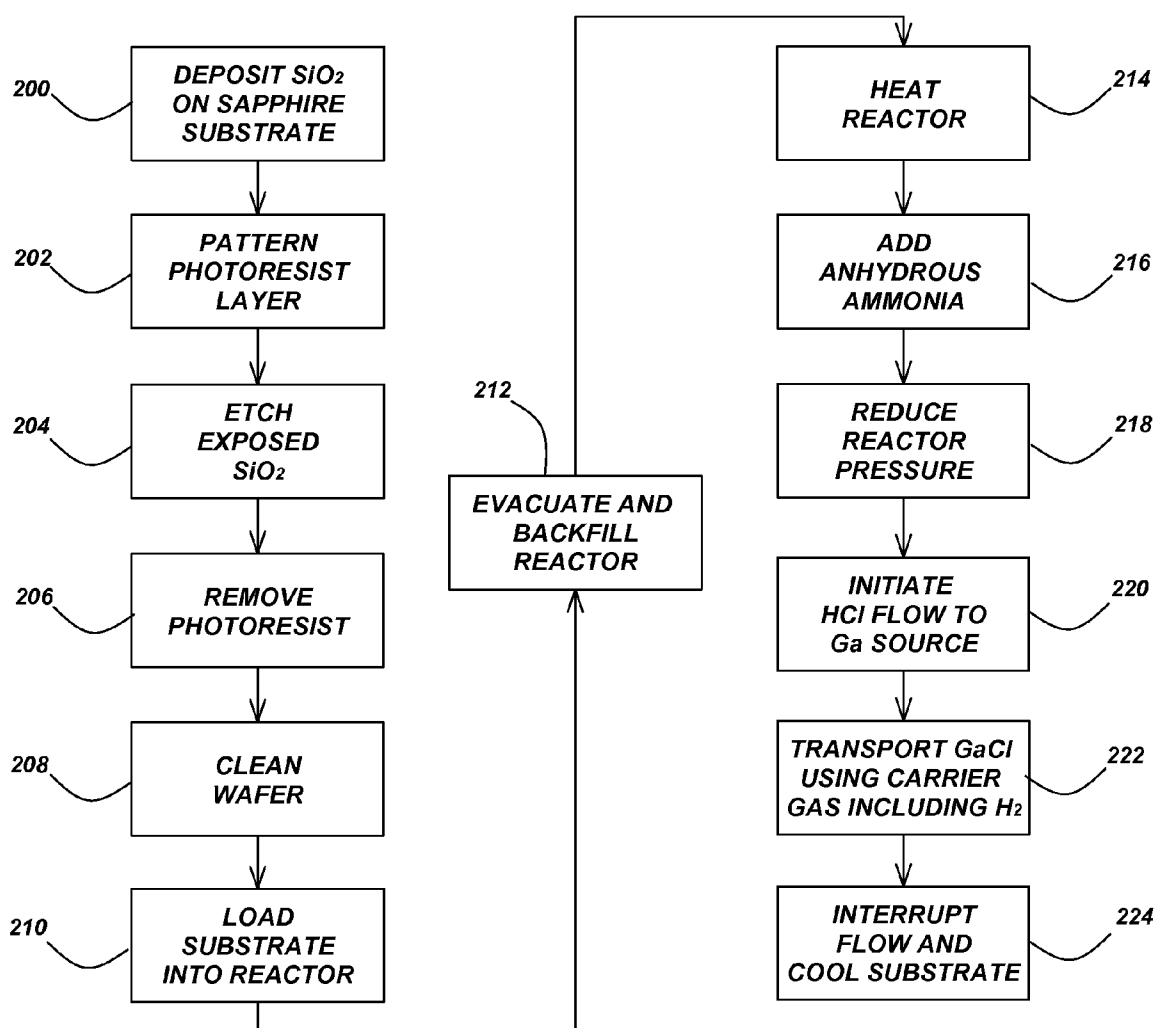 200
DEPOSIT SiO₂
ON SAPPHIRE
SUBSTRATE
202
PATTERN
PHOTORESIST
LAYER
204
ETCH
EXPOSED
SiO₂
206
REMOVE
PHOTORESIST
208
CLEAN
WAFER
210
LOAD
SUBSTRATE
INTO REACTOR
212
EVACUATE AND
BACKFILL
REACTOR
HEAT
REACTOR
214
ADD
ANHYDROUS
AMMONIA
216
REDUCE
REACTOR
PRESSURE
218
INITIATE
HCl FLOW TO
Ga SOURCE
220
TRANSPORT GaCl
USING CARRIER
GAS INCLUDING H₂
222
INTERRUPT
FLOW AND
COOL SUBSTRATE
224